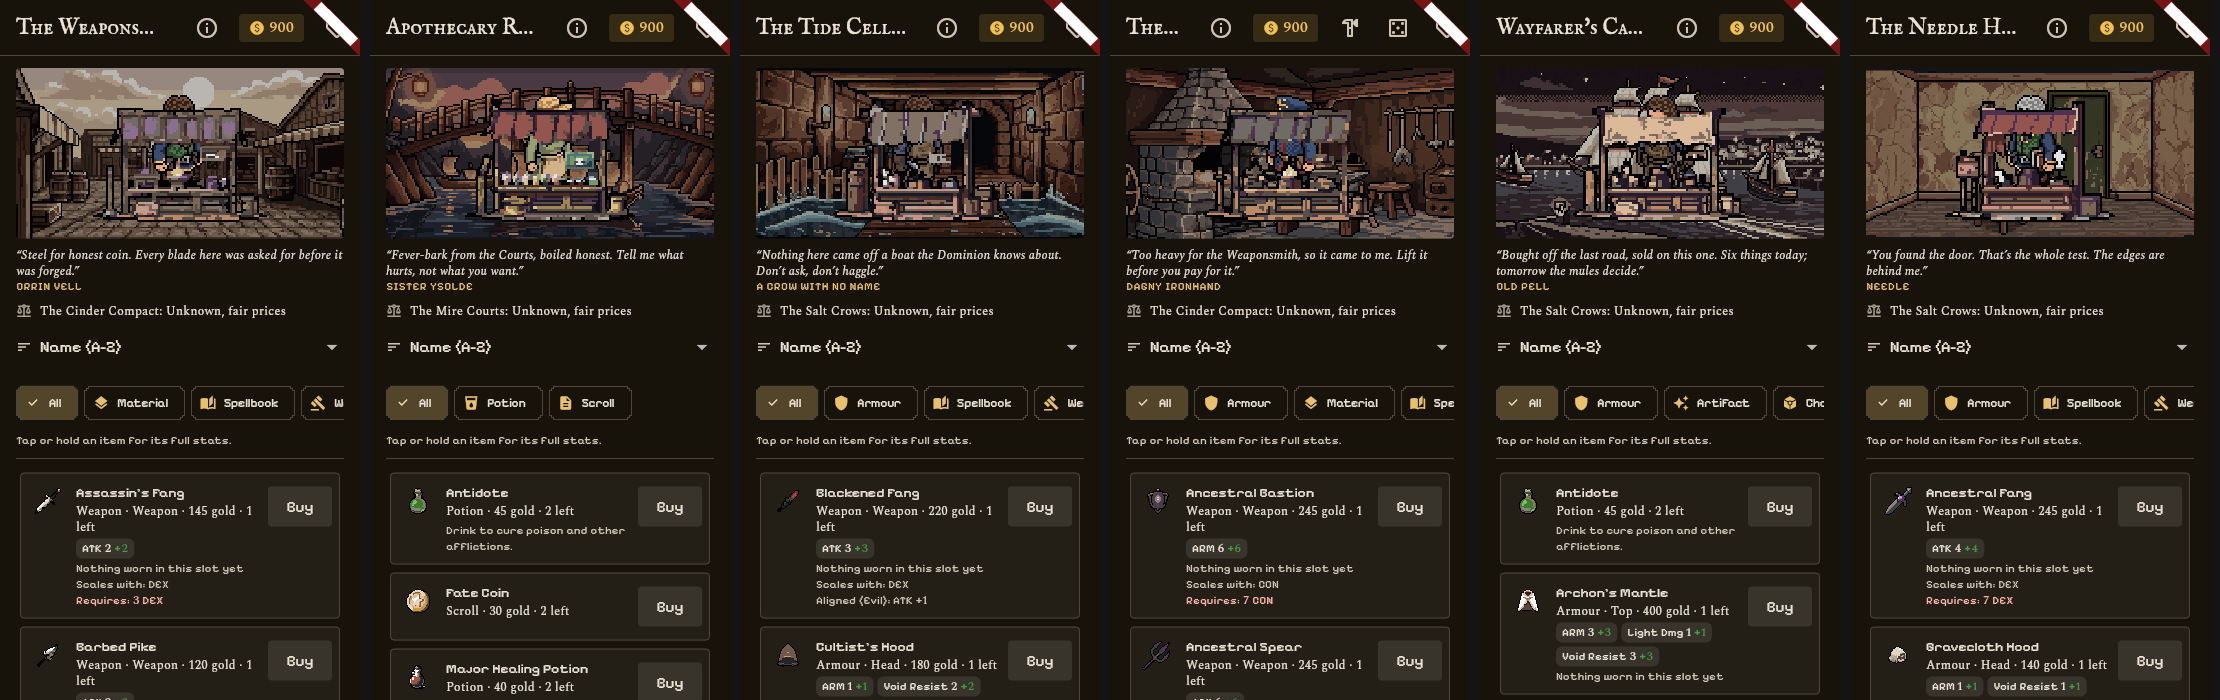 The Weapons...
900
"Steel for honest coin. Every blade here was asked for before it
was forged."
ORRIN VELL
The Cinder Compact: Unknown, fair prices
Name (A-Z)
All
Material
Spellbook
W
Tap or hold an item for its full stats.
Assassin's Fang
Weapon · Weapon · 145 gold · 1
left
ATK 2 +2
Nothing worn in this slot yet
Scales with: DEX
Requires: 3 DEX
Buy
Barbed Pike
Weapon · Weapon · 120 gold · 1
left
Buy
Apothecary R...
900
"Fever-bark from the Courts, boiled honest. Tell me what
hurts, not what you want."
SISTER YSOLDE
The Mire Courts: Unknown, fair prices
Name (A-Z)
All
Potion
Scroll
Tap or hold an item for its full stats.
Antidote
Potion · 45 gold · 2 left
Drink to cure poison and other
afflictions.
Buy
Fate Coin
Scroll · 30 gold · 2 left
Buy
Major Healing Potion
Potion · 40 gold · 2 left
Buy
The Tide Cell...
900
"Nothing here came off a boat the Dominion knows about.
Don't ask, don't haggle."
A CROW WITH NO NAME
The Salt Crows: Unknown, fair prices
Name (A-Z)
All
Armour
Spellbook
We
Tap or hold an item for its full stats.
Blackened Fang
Weapon · Weapon · 220 gold · 1
left
ATK 3 +3
Nothing worn in this slot yet
Scales with: DEX
Aligned (Evil): ATK +1
Buy
Cultist's Hood
Armour · Head · 180 gold · 1 left
ARM 1 +1
Void Resist 2 +2
Buy
The...
900
"Too heavy for the Weaponsmith, so it came to me. Lift it
before you pay for it."
DAGNY IRONHAND
The Cinder Compact: Unknown, fair prices
Name (A-Z)
All
Armour
Material
Spe
Tap or hold an item for its full stats.
Ancestral Bastion
Weapon · Weapon · 245 gold · 1
left
ARM 6 +6
Nothing worn in this slot yet
Scales with: CON
Requires: 7 CON
Buy
Ancestral Spear
Weapon · Weapon · 245 gold · 1
left
Buy
Wayfarer's Ca...
900
"Bought off the last road, sold on this one. Six things today;
tomorrow the mules decide."
OLD PELL
The Salt Crows: Unknown, fair prices
Name (A-Z)
All
Armour
Artifact
Cho
Tap or hold an item for its full stats.
Antidote
Potion · 45 gold · 2 left
Drink to cure poison and other
afflictions.
Buy
Archon's Mantle
Armour · Top · 400 gold · 1 left
ARM 3 +3
Light Dmg 1 +1
Void Resist 3 +3
Nothing worn in this slot yet
Buy
The Needle H...
900
"You found the door. That's the whole test. The edges are
behind me."
NEEDLE
The Salt Crows: Unknown, fair prices
Name (A-Z)
All
Armour
Spellbook
We
Tap or hold an item for its full stats.
Ancestral Fang
Weapon · Weapon · 245 gold · 1
left
ATK 4 +4
Nothing worn in this slot yet
Scales with: DEX
Requires: 7 DEX
Buy
Gravecloth Hood
Armour · Head · 140 gold · 1 left
ARM 1 +1
Void Resist 1 +1
Buy